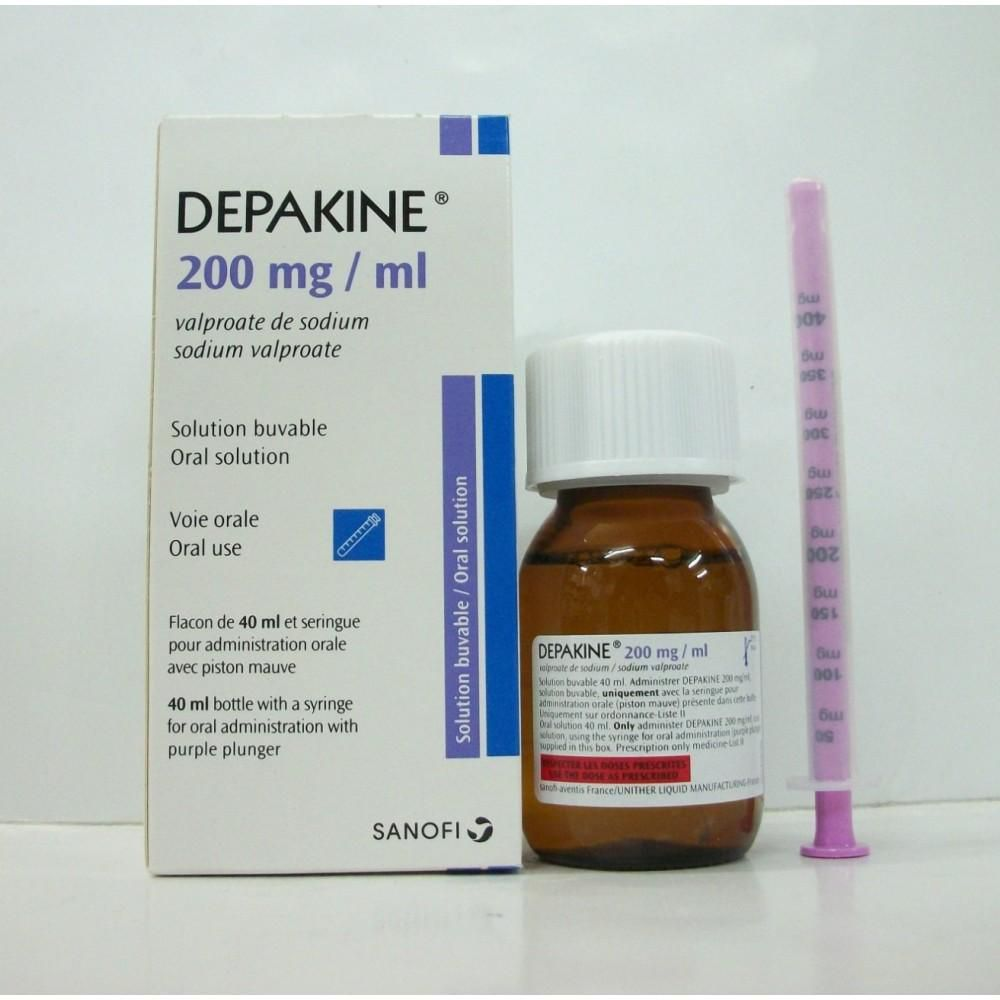 DEPAKINE®
200 mg / ml
valproate de sodium
sodium valproate
Solution buvable
Oral solution
Voie orale
Oral use
Flacon de 40 ml et seringue
pour administration orale
avec piston mauve
40 ml bottle with a syringe
for oral administration with
purple plunger
Solution buvable / Oral solution
SANOFI
DEPAKINE® 200 mg / ml
valproate de sodium / sodium valproate
Solution buvable 40 ml. Administrer DEPAKINE 200 mg/ml,
solution buvable, uniquement avec la seringue pour
administration orale (piston mauve) présente dans cette boîte.
Uniquement sur ordonnance-Liste II
Oral solution 40 ml. Only administer DEPAKINE 200 mg/ml, oral
solution, using the syringe for oral administration (purple plunger
supplied in this box. Prescription only medicine-List II
RESPECTER LES DOSES PRESCRITES
USE THE DOSE AS PRESCRIBED
sanofi-aventis France/UNITHER LIQUID MANUFACTURING-France
mg
400
mg
350
mg
300
mg
250
mg
200
mg
150
mg
100
mg
50